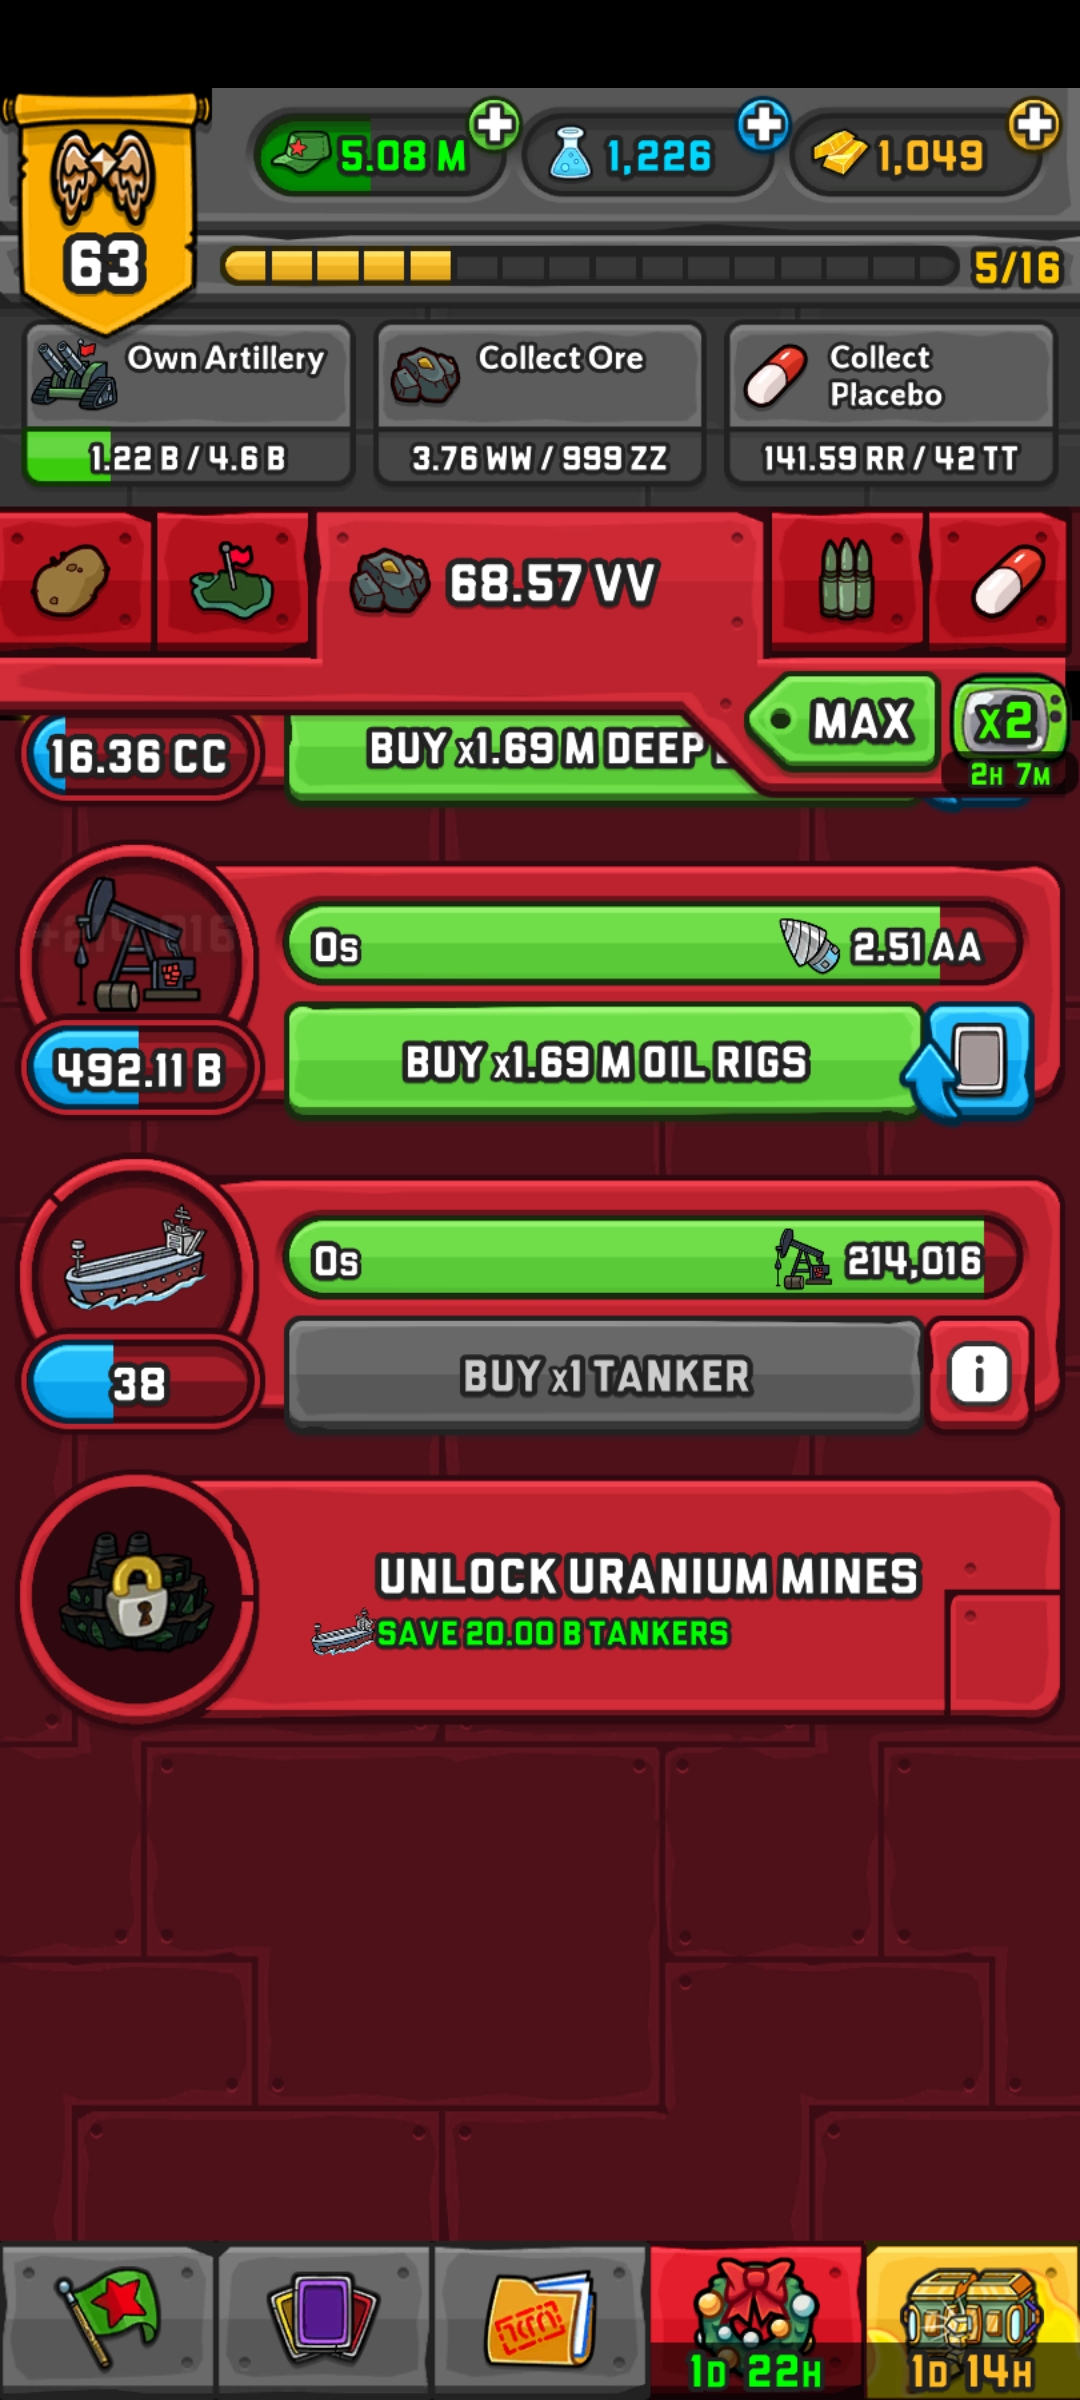 5.08 M
1,226
1,049
63
5/16
Own Artillery
1.22 B / 4.6 B
Collect Ore
3.76 WW / 999 ZZ
Collect
Placebo
141.59 RR / 42 TT
68.57 VV
MAX
x2
2H 7M
16.36 CC
BUY x1.69 M DEEP
0s
2.51 AA
492.11 B
BUY x1.69 M OIL RIGS
0s
214,016
38
BUY x1 TANKER
i
UNLOCK URANIUM MINES
SAVE 20.00 B TANKERS
1D 22H
1D 14H